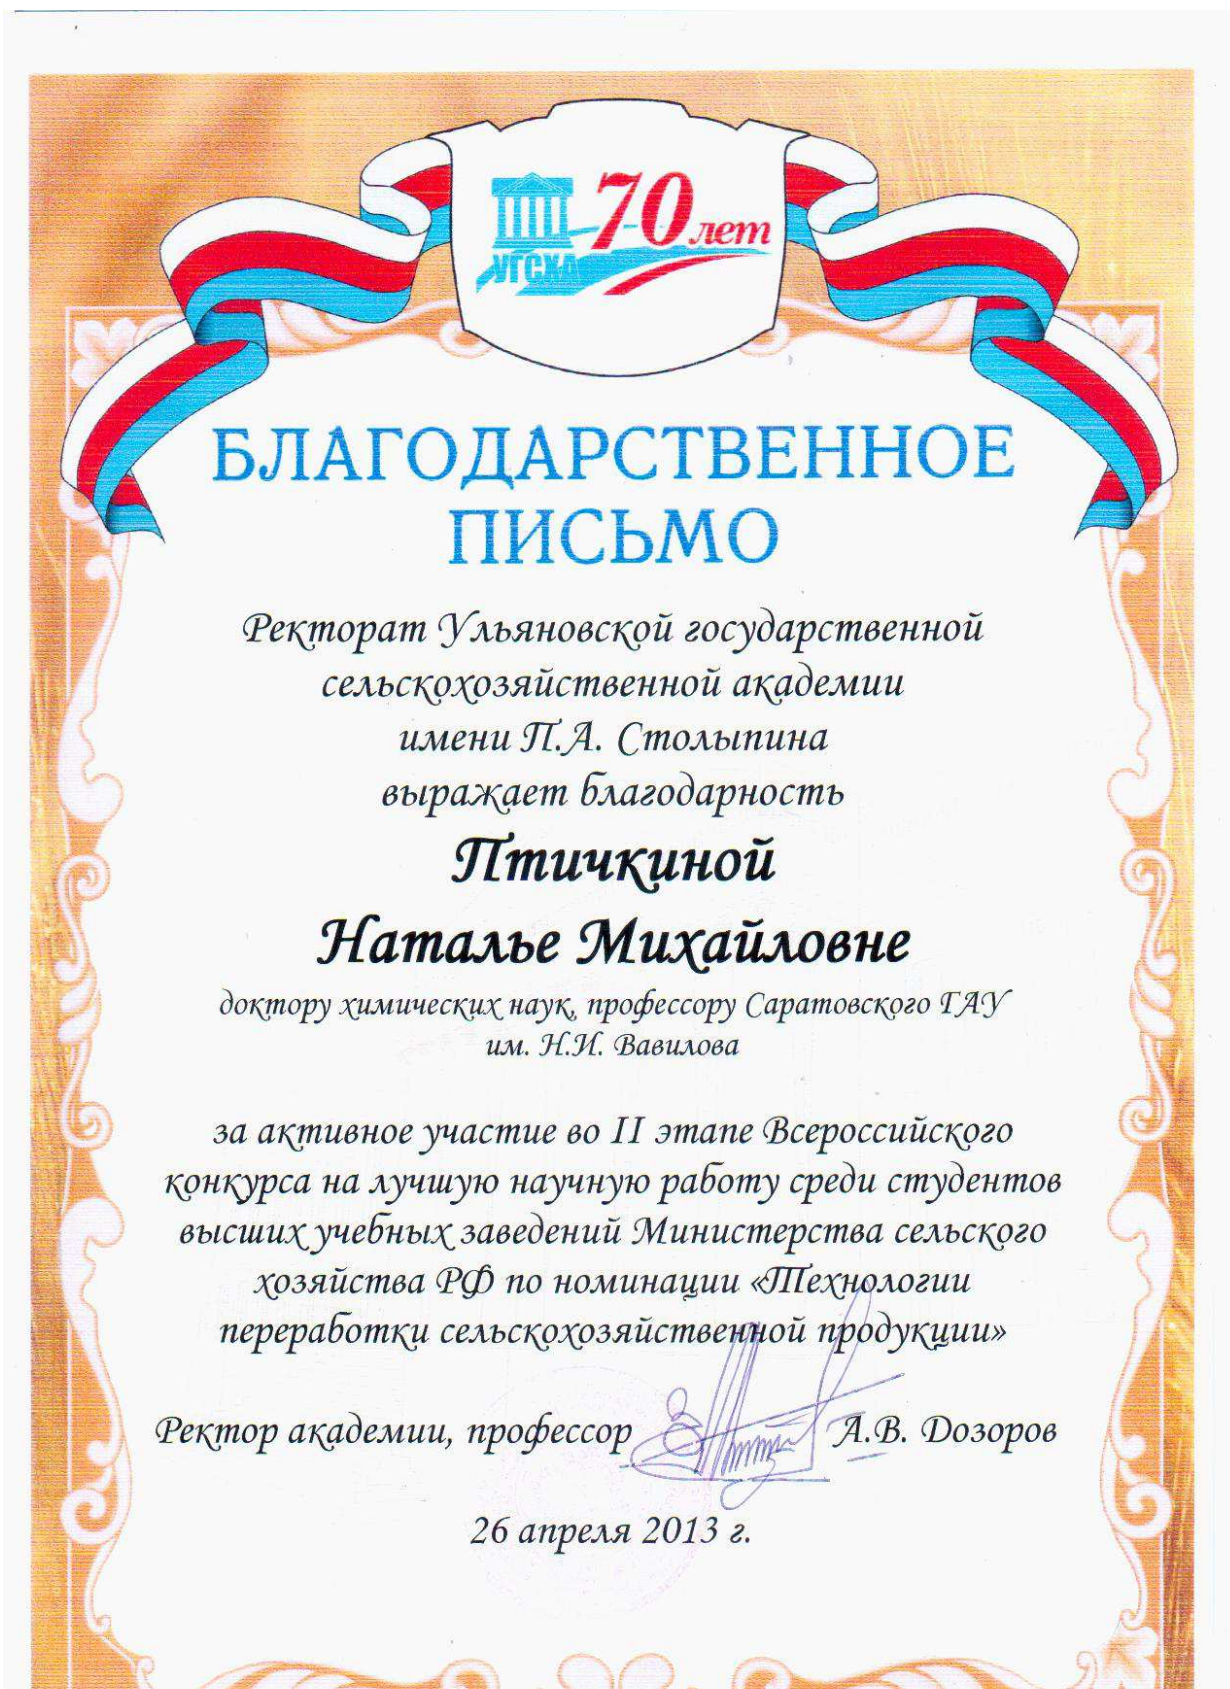 70 лет
УГСХА
БЛАГОДАРСТВЕННОЕ
ПИСЬМО
Ректорат Ульяновской государственной
сельскохозяйственной академии
имени П.А. Столыпина
выражает благодарность
Птичкиной
Наталье Михайловне
доктору химических наук, профессору Саратовского ГАУ
им. Н.И. Вавилова
за активное участие во II этапе Всероссийского
конкурса на лучшую научную работу среди студентов
высших учебных заведений Министерства сельского
хозяйства РФ по номинации «Технологии
переработки сельскохозяйственной продукции»
Ректор академии, профессор А.В. Дозоров
26 апреля 2013 г.